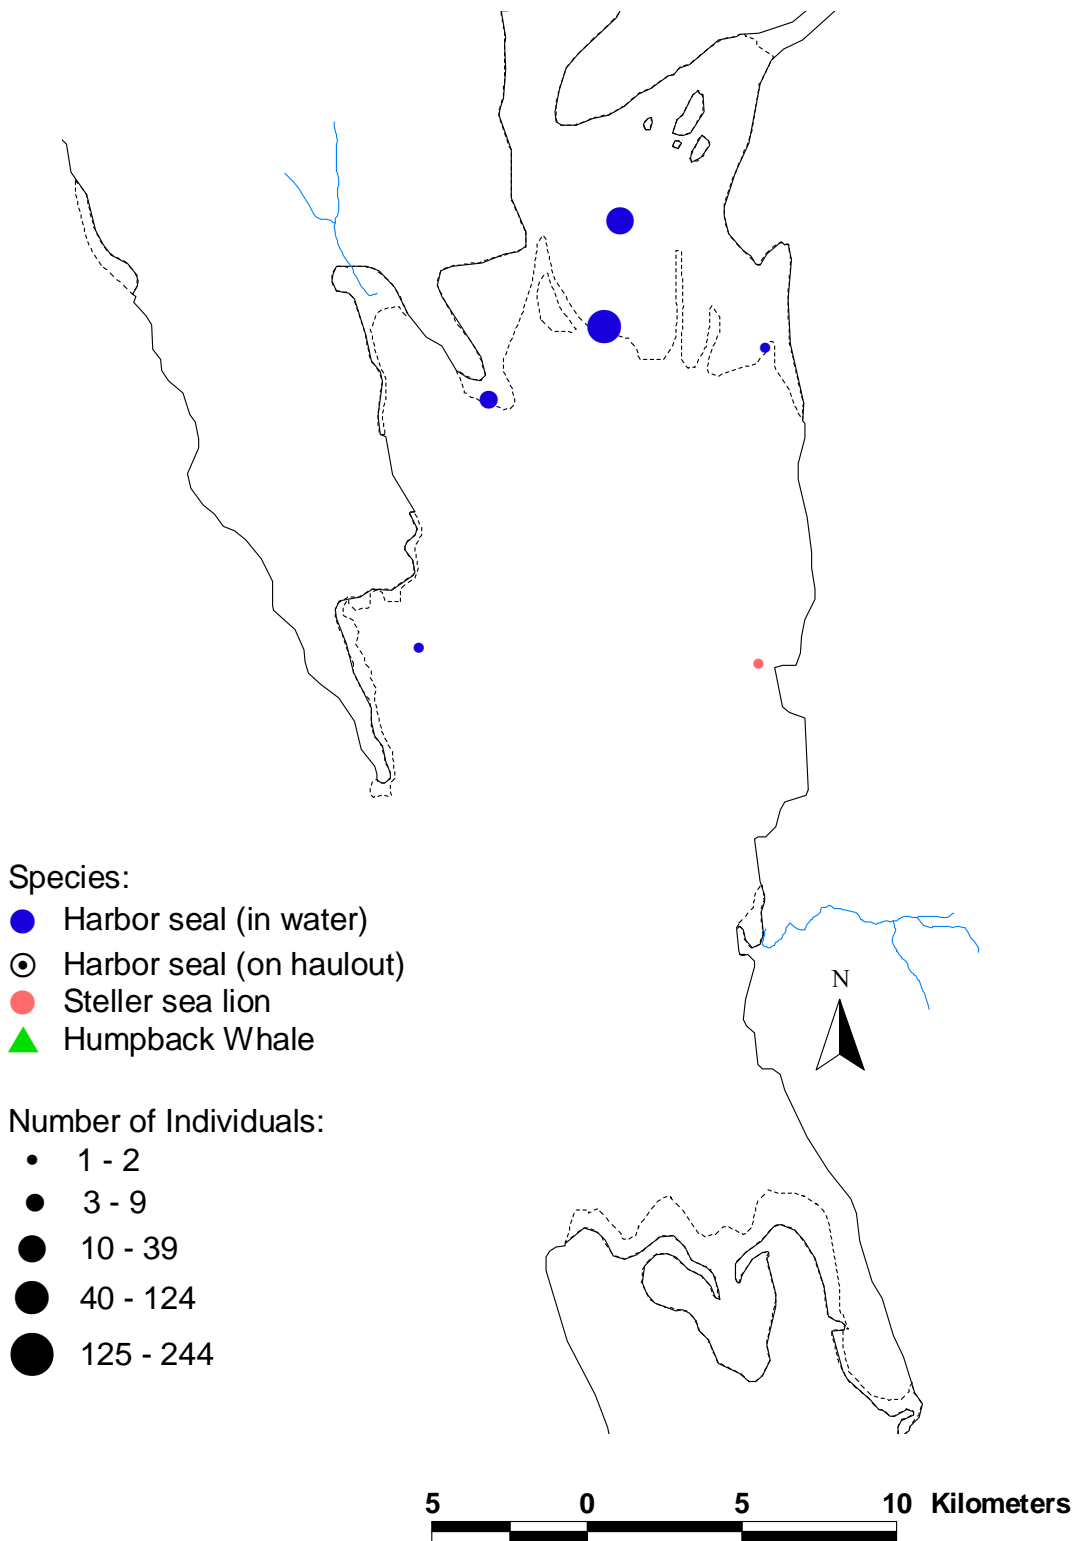 Species:
Harbor seal (in water)
Harbor seal (on haulout)
Steller sea lion
Humpback Whale
N
Number of Individuals:
1 - 2
3 - 9
10 - 39
40 - 124
125 - 244
5 0 5 10 Kilometers